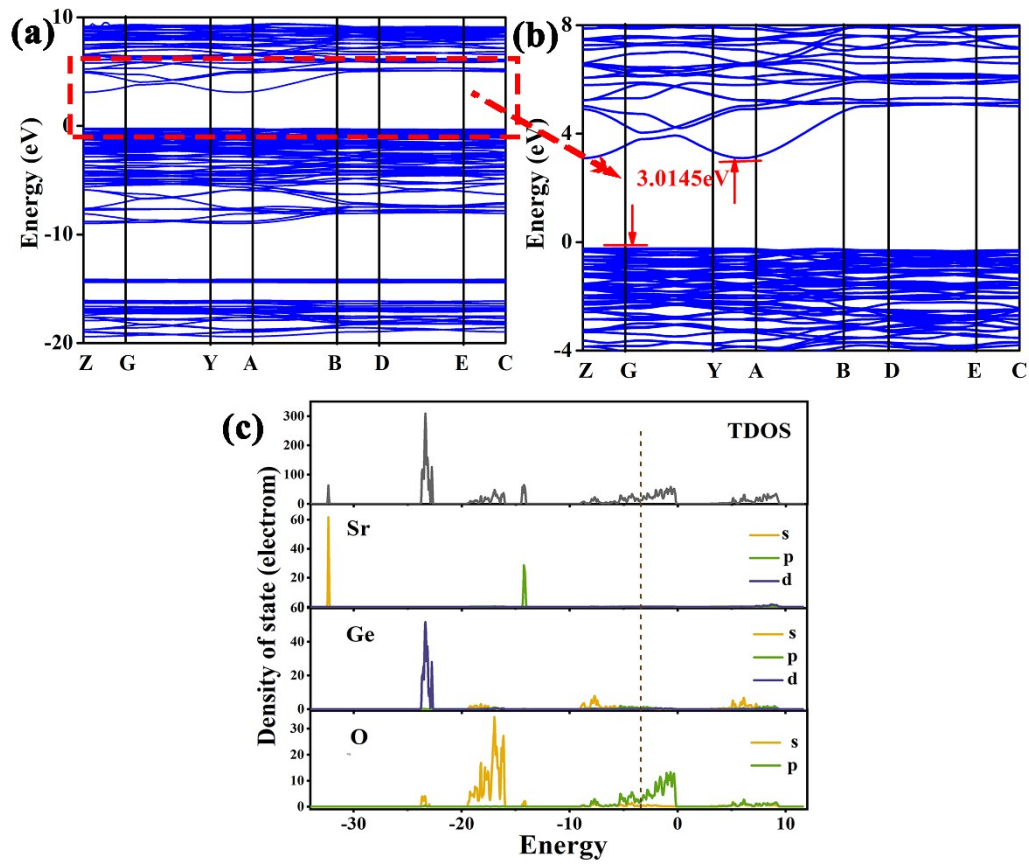 (a)
10
0
-10
-20
Energy (eV)
Z G Y A B D E C
(b)
8
4
0
-4
Energy (eV)
3.0145eV
Z G Y A B D E C
(c)
Density of state (electrom)
300
200
100
0
TDOS
60
40
20
Sr
s
p
d
60
40
20
0
Ge
s
p
d
30
20
10
0
O
s
p
-30 -20 -10 0 10
Energy